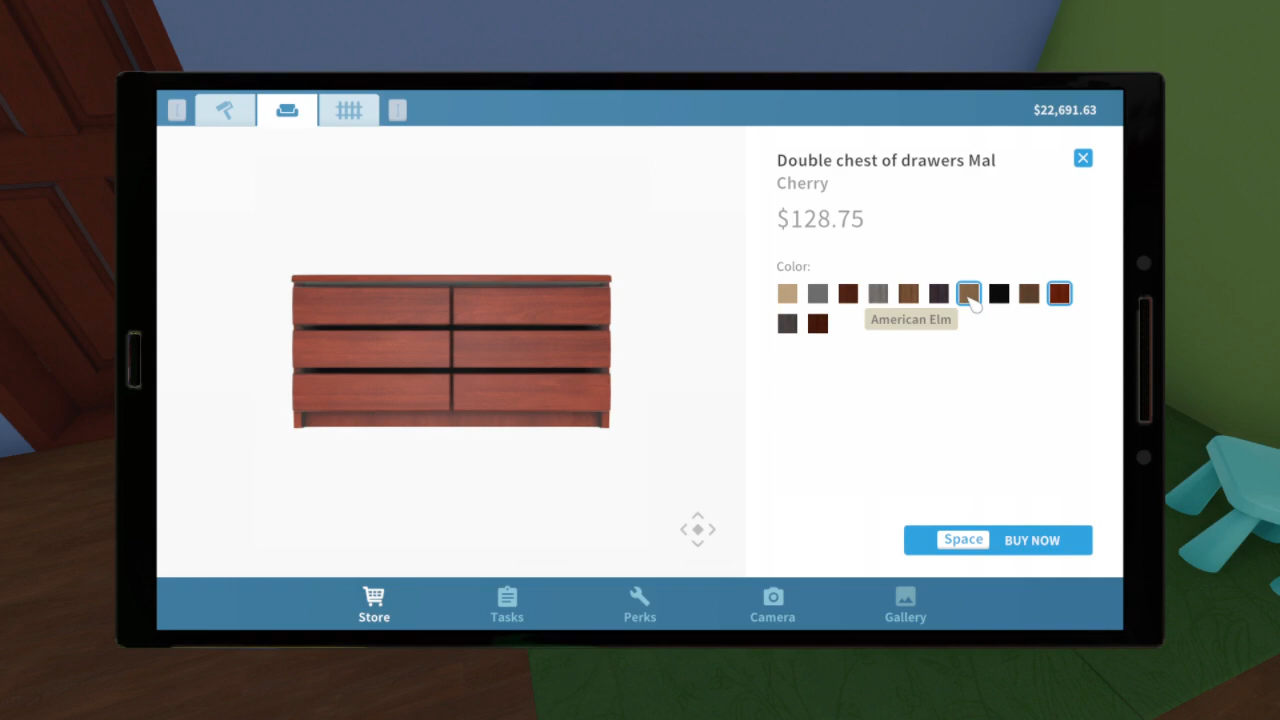 $22,691.63
Double chest of drawers Mal
Cherry
$128.75
Color:
American Elm
Space BUY NOW
Store Tasks Perks Camera Gallery